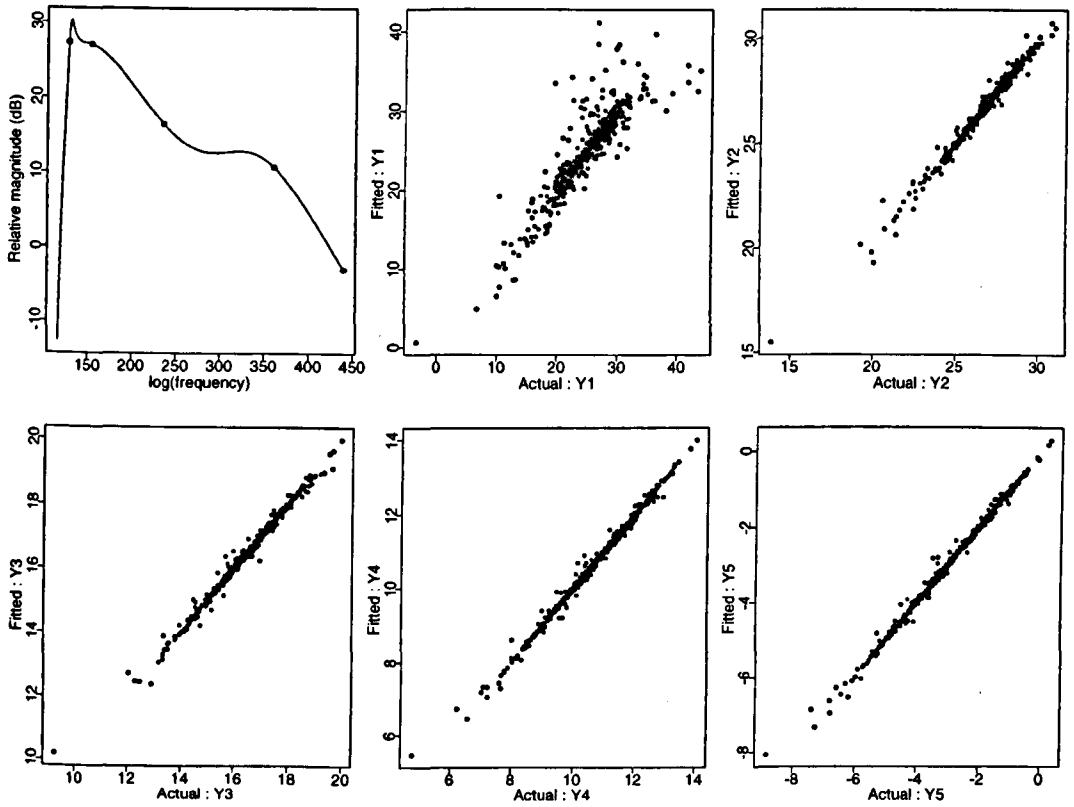 Relative magnitude (dB)
30
20
10
0
-10
100 150 200 250 300 350 400 450
log(frequency)
Fitted : Y1
40
30
20
10
0
0 10 20 30 40
Actual : Y1
Fitted : Y2
30
25
20
15
15 20 25 30
Actual : Y2
Fitted : Y3
20
18
16
14
12
10
10 12 14 16 18 20
Actual : Y3
Fitted : Y4
14
12
10
8
6
6 8 10 12 14
Actual : Y4
Fitted : Y5
0
-2
-4
-6
-8
-8 -6 -4 -2 0
Actual : Y5